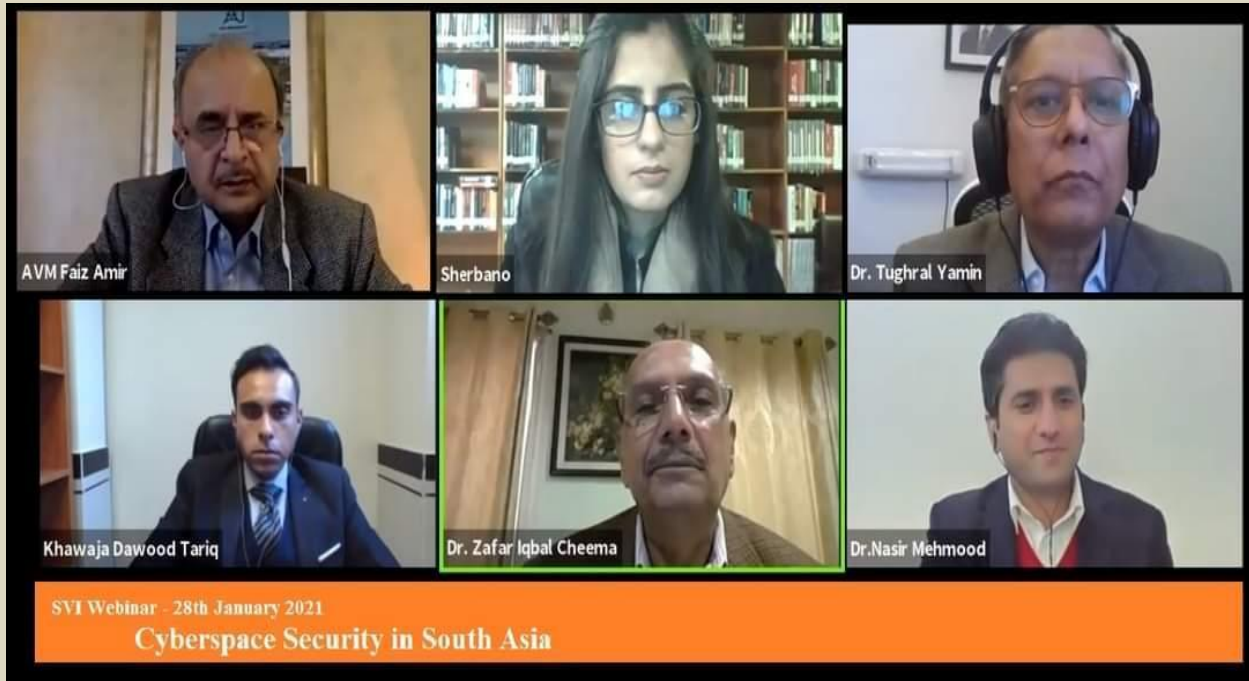 AVM Faiz Amir
Sherbano
Dr. Tughral Yamin
Khawaja Dawood Tariq
Dr. Zafar Iqbal Cheema
Dr.Nasir Mehmood
SVI Webinar - 28th January 2021
Cyberspace Security in South Asia